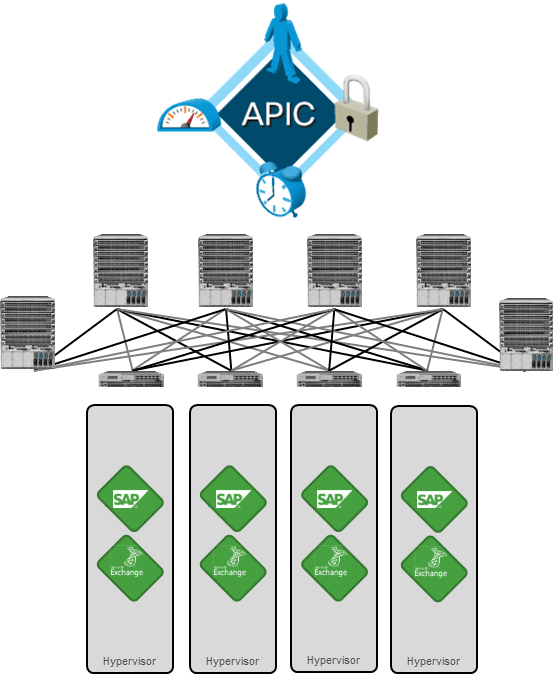 APIC
SAP SAP SAP SAP
Exchange Exchange Exchange Exchange
Hypervisor Hypervisor Hypervisor Hypervisor